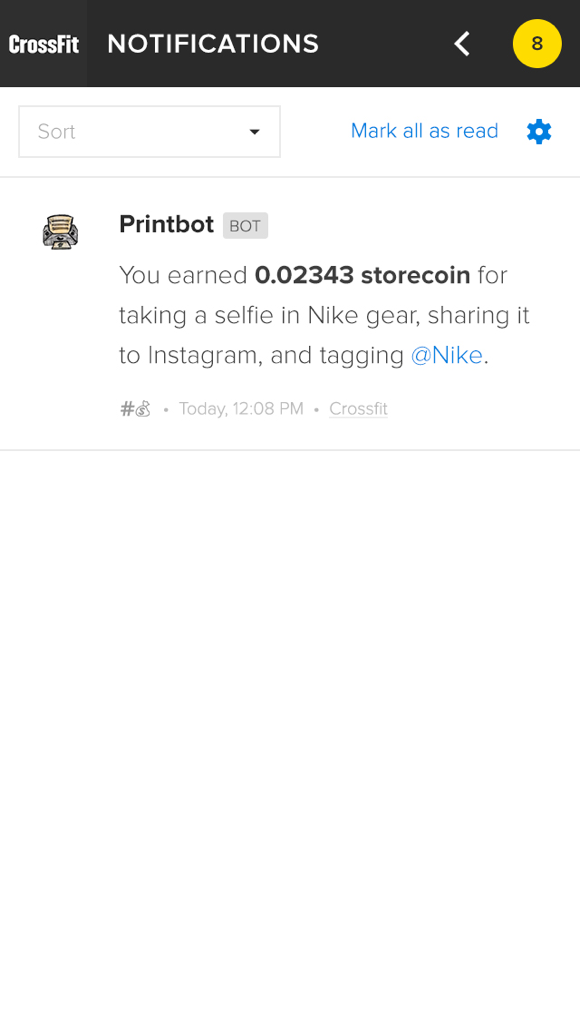 CrossFit NOTIFICATIONS 8
Sort Mark all as read
Printbot BOT
You earned 0.02343 storecoin for
taking a selfie in Nike gear, sharing it
to Instagram, and tagging @Nike.
#💰 • Today, 12:08 PM • Crossfit